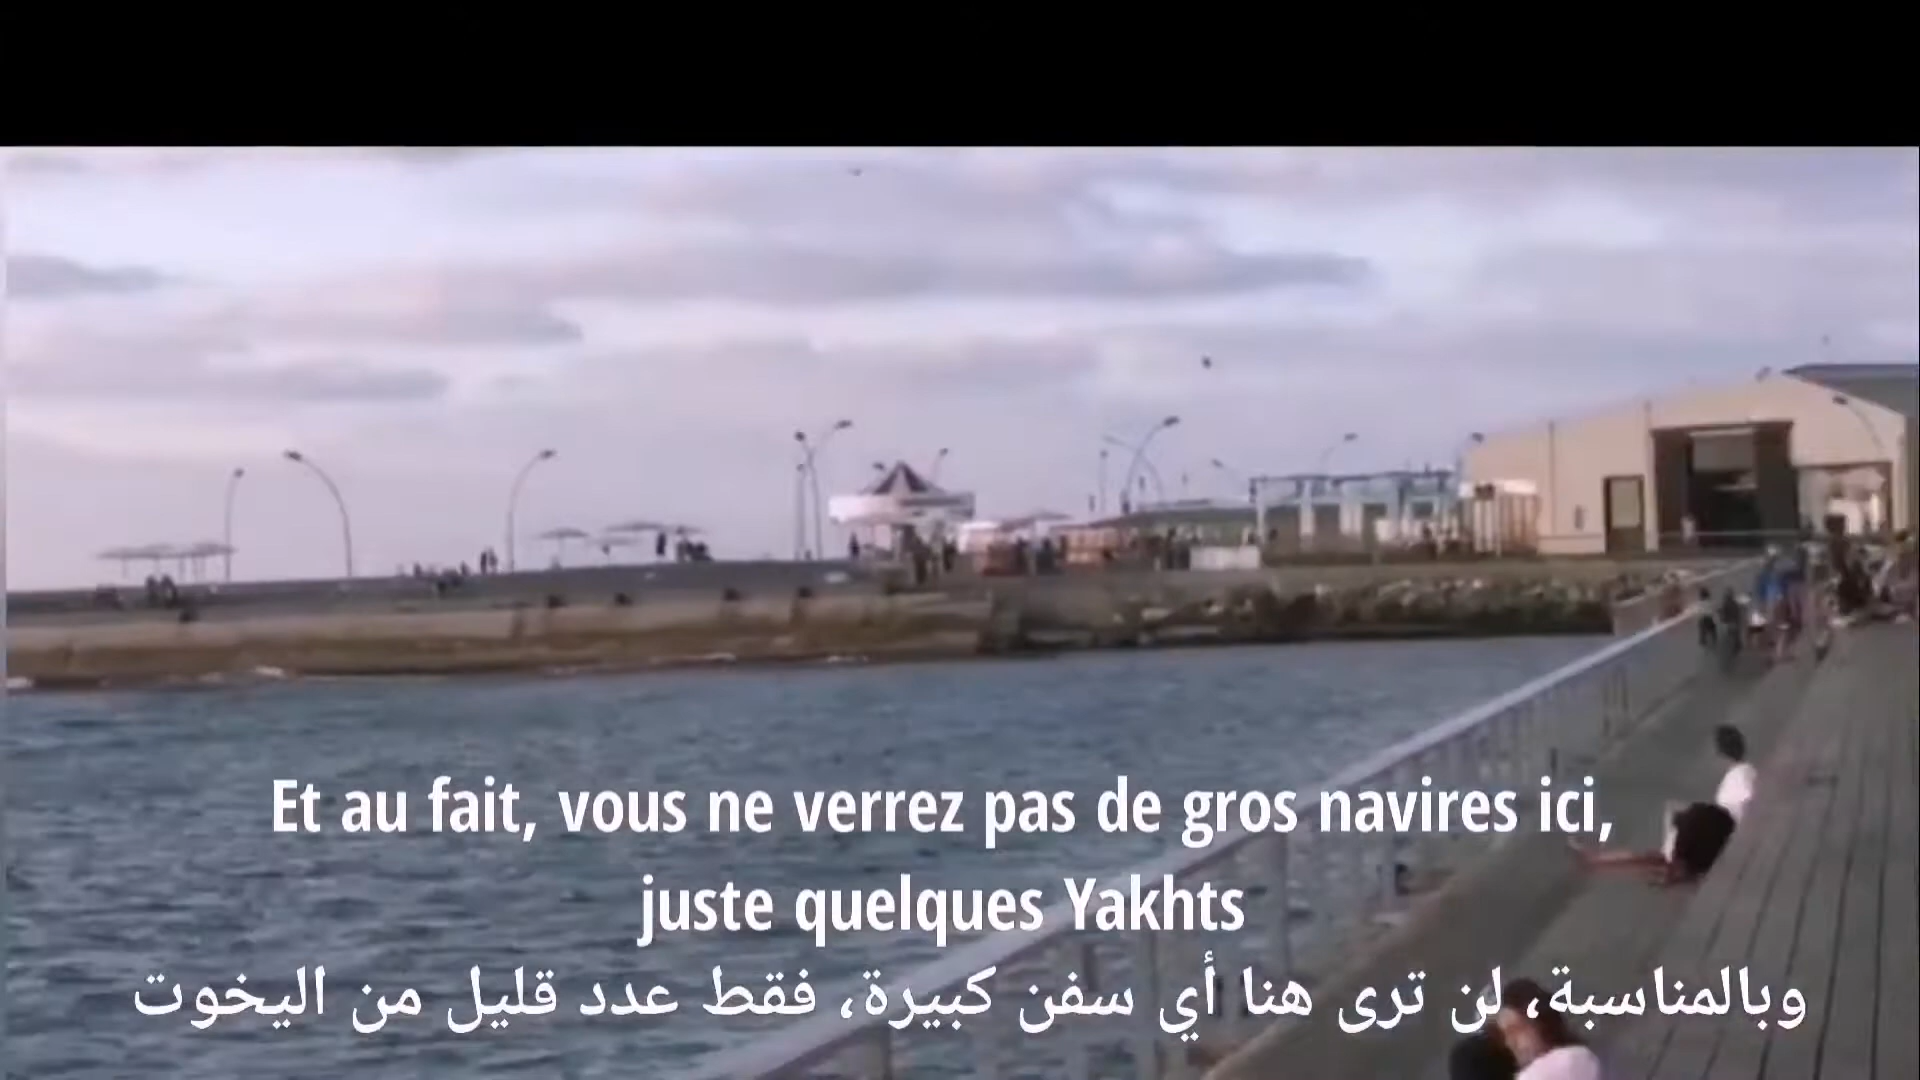 Et au fait, vous ne verrez pas de gros navires ici,
juste quelques Yakhts
وبالمناسبة، لن ترى هنا أي سفن كبيرة، فقط عدد قليل من اليخوت